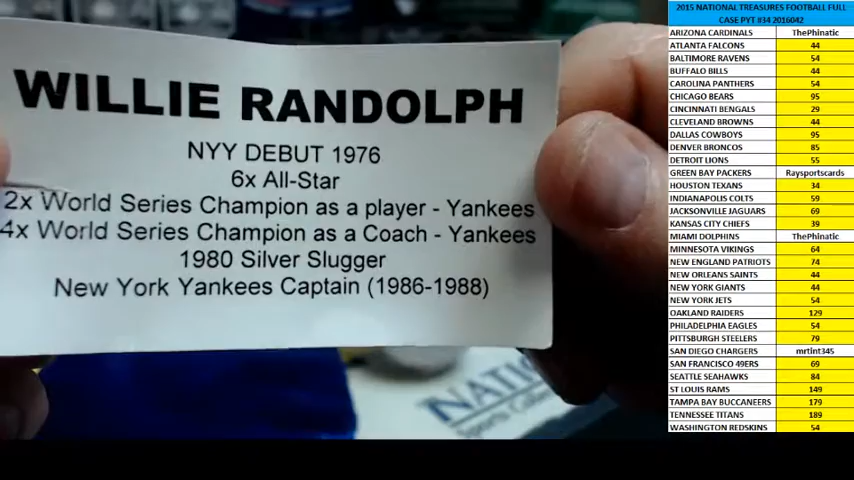 WILLIE RANDOLPH
NYY DEBUT 1976
6x All-Star
2x World Series Champion as a player - Yankees
4x World Series Champion as a Coach - Yankees
1980 Silver Slugger
New York Yankees Captain (1986-1988)
NATION
Sports Collec
2015 NATIONAL TREASURES FOOTBALL FULL
CASE PYT #34 2016042
ARIZONA CARDINALS ThePhinatic
ATLANTA FALCONS 44
BALTIMORE RAVENS 54
BUFFALO BILLS 44
CAROLINA PANTHERS 54
CHICAGO BEARS 95
CINCINNATI BENGALS 29
CLEVELAND BROWNS 44
DALLAS COWBOYS 95
DENVER BRONCOS 85
DETROIT LIONS 55
GREEN BAY PACKERS Raysportscards
HOUSTON TEXANS 34
INDIANAPOLIS COLTS 59
JACKSONVILLE JAGUARS 69
KANSAS CITY CHIEFS 39
MIAMI DOLPHINS ThePhinatic
MINNESOTA VIKINGS 64
NEW ENGLAND PATRIOTS 74
NEW ORLEANS SAINTS 44
NEW YORK GIANTS 44
NEW YORK JETS 54
OAKLAND RAIDERS 129
PHILADELPHIA EAGLES 54
PITTSBURGH STEELERS 79
SAN DIEGO CHARGERS mrtint345
SAN FRANCISCO 49ERS 69
SEATTLE SEAHAWKS 84
ST LOUIS RAMS 149
TAMPA BAY BUCCANEERS 179
TENNESSEE TITANS 189
WASHINGTON REDSKINS 54